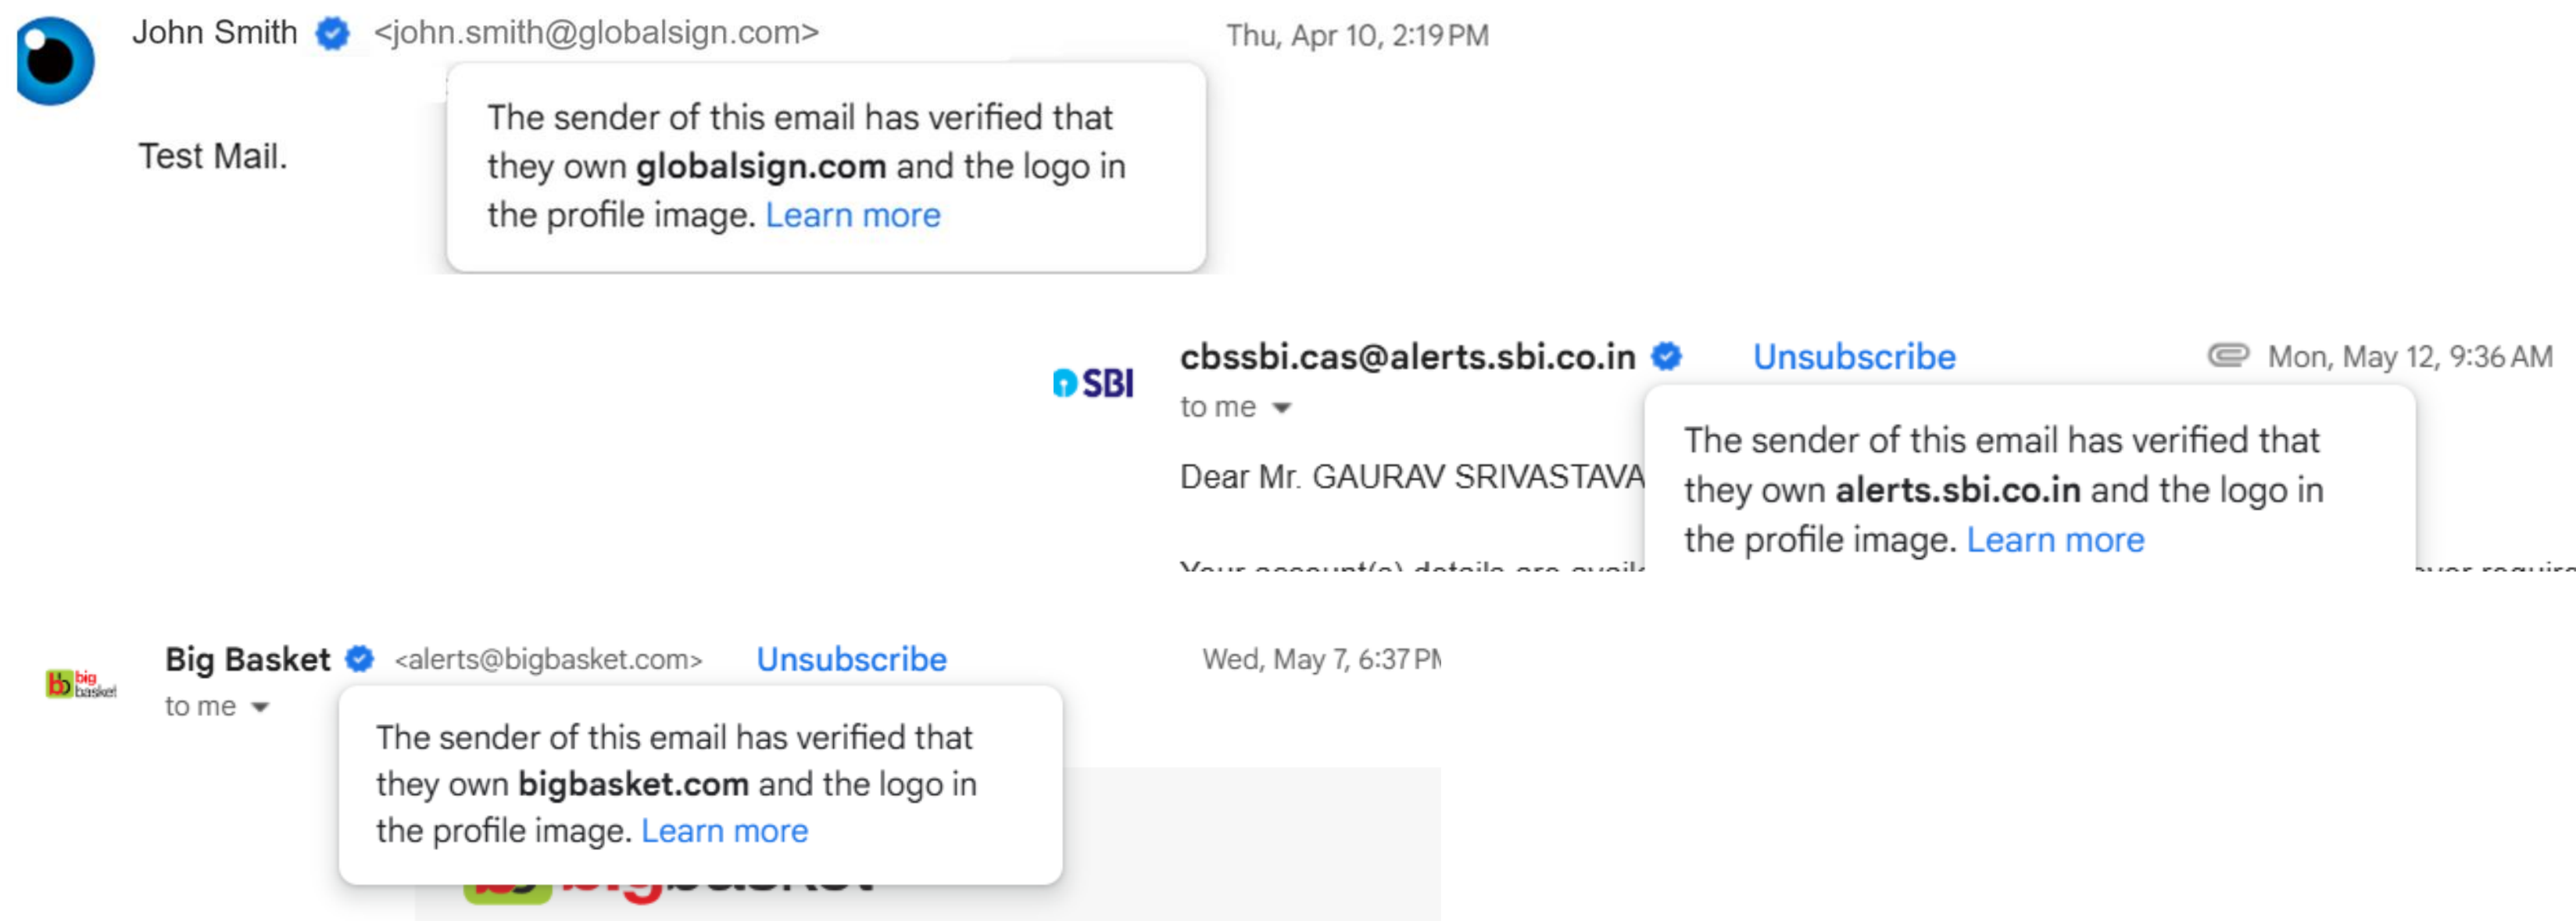 John Smith <john.smith@globalsign.com> Thu, Apr 10, 2:19 PM
The sender of this email has verified that
they own globalsign.com and the logo in
the profile image. Learn more
Test Mail.
SBI
cbssbi.cas@alerts.sbi.co.in Unsubscribe Mon, May 12, 9:36 AM
to me
Dear Mr. GAURAV SRIVASTAVA
The sender of this email has verified that
they own alerts.sbi.co.in and the logo in
the profile image. Learn more
Your account(s) details are
big
basket
Big Basket <alerts@bigbasket.com> Unsubscribe Wed, May 7, 6:37 PM
to me
The sender of this email has verified that
they own bigbasket.com and the logo in
the profile image. Learn more
bigbasket